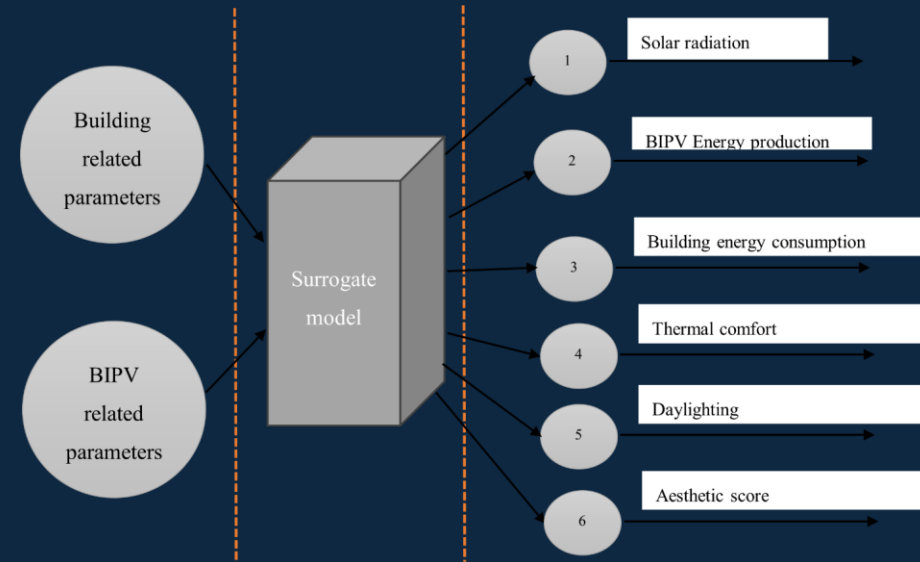 Building
related
parameters
BIPV
related
parameters
Surrogate
model
1
Solar radiation
2
BIPV Energy production
3
Building energy consumption
4
Thermal comfort
5
Daylighting
6
Aesthetic score